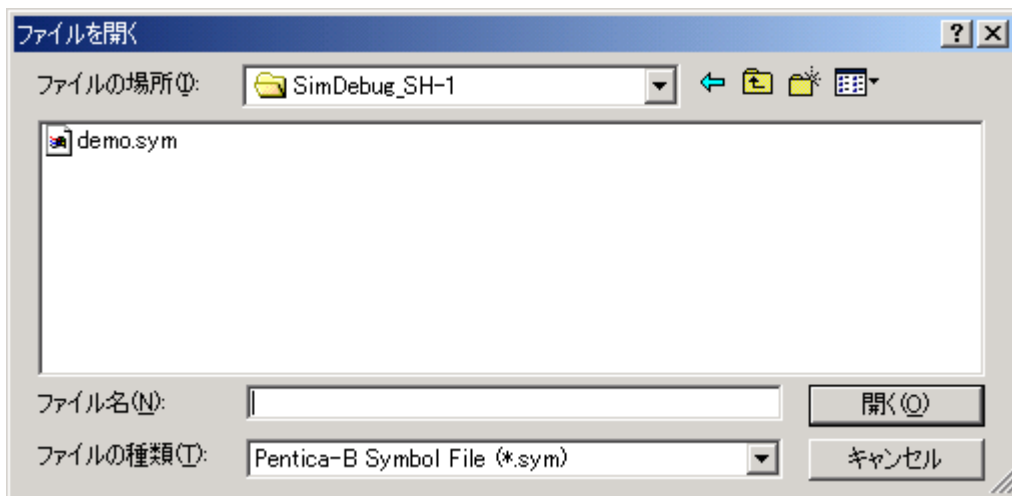 ファイルを開く
ファイルの場所(I): SimDebug_SH-1
demo.sym
ファイル名(N): 開く(O)
ファイルの種類(T): Pentica-B Symbol File (*.sym) キャンセル